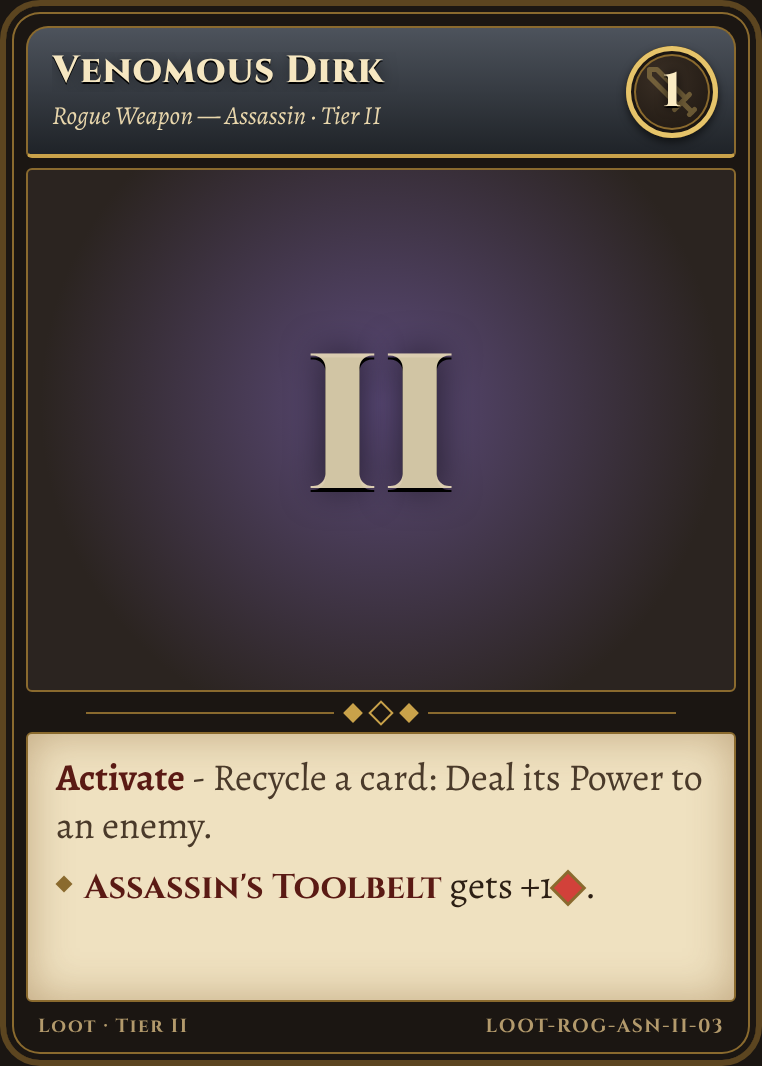 Venomous Dirk
Rogue Weapon — Assassin · Tier II
1
II
Activate - Recycle a card: Deal its Power to
an enemy.
Assassin's Toolbelt gets +1.
Loot · Tier II
LOOT-ROG-ASN-II-03